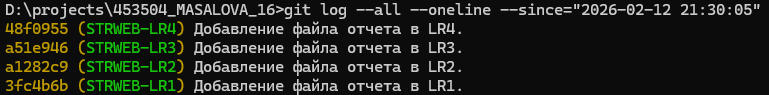 D:\projects\453504_MASALOVA_16>git log --all --oneline --since="2026-02-12 21:30:05"
48f0955 (STRWEB-LR4) Добавление файла отчета в LR4.
a51e946 (STRWEB-LR3) Добавление файла отчета в LR3.
a1282c9 (STRWEB-LR2) Добавление файла отчета в LR2.
3fc4b6b (STRWEB-LR1) Добавление файла отчета в LR1.